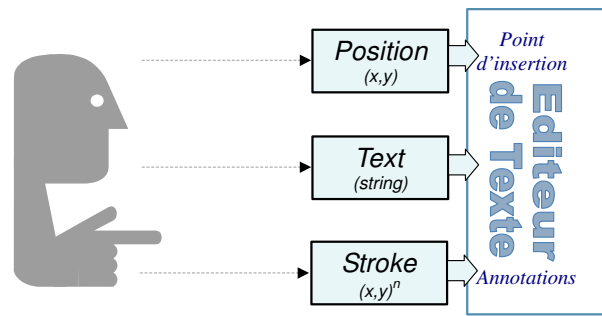 Position
(x,y)
Point
d'insertion
Text
(string)
Editeur
de Texte
Stroke
(x,y)^n
Annotations